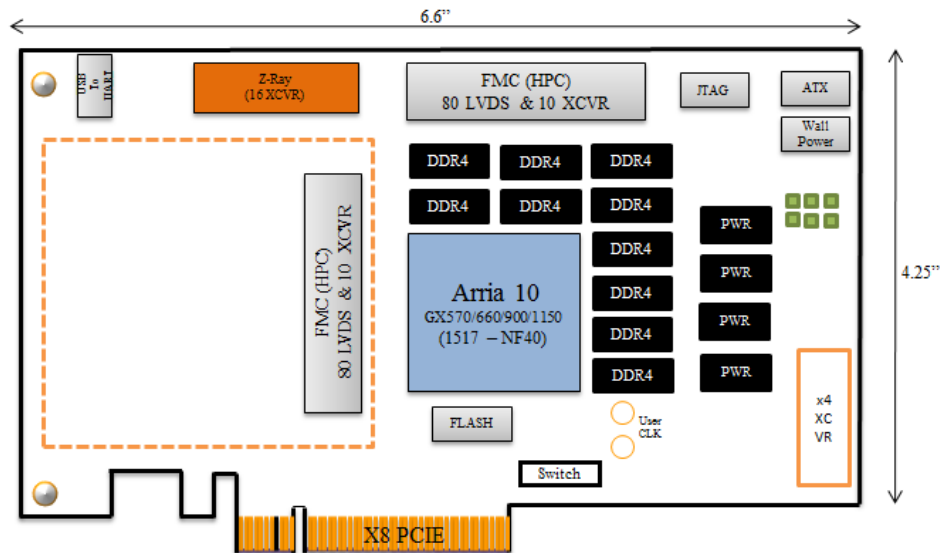 6.6”
USB
To
UART
Z-Ray
(16 XCVR)
FMC (HPC)
80 LVDS & 10 XCVR
JTAG
ATX
Wall
Power
DDR4
DDR4
DDR4
DDR4
DDR4
DDR4
FMC (HPC)
80 LVDS & 10 XCVR
Arria 10
GX570/660/900/1150
(1517 – NF40)
DDR4
DDR4
DDR4
DDR4
PWR
PWR
PWR
PWR
4.25”
x4
XC
VR
FLASH
User
CLK
Switch
X8 PCIE